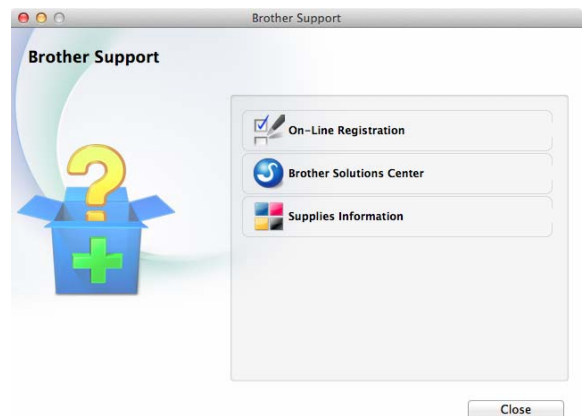 Brother Support
Brother Support
On-Line Registration
Brother Solutions Center
Supplies Information
Close